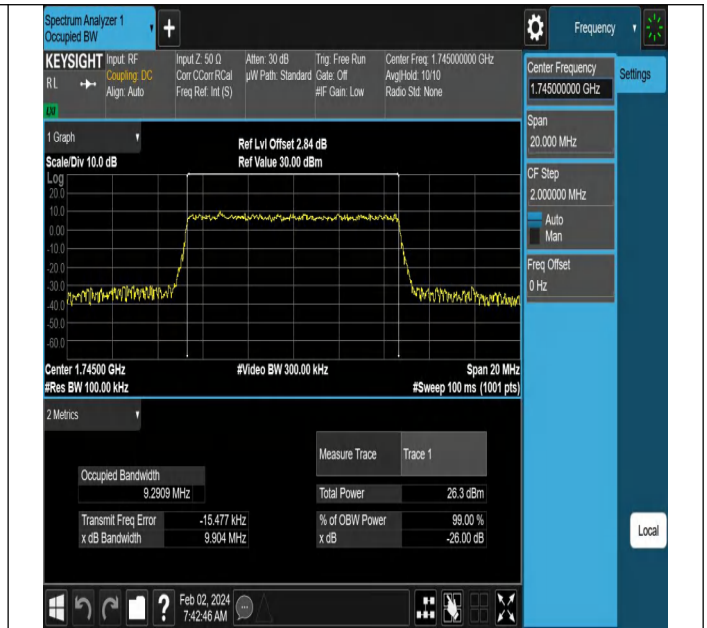 Spectrum Analyzer 1
Occupied BW
+
Frequency
KEYSIGHT
RL
Input: RF
Coupling: DC
Align: Auto
Input Z: 50 Ω
Corr CCorr RCal
Freq Ref: Int (S)
Atten: 30 dB
µW Path: Standard
Trig: Free Run
Gate: Off
#IF Gain: Low
Center Freq: 1.745000000 GHz
Avg|Hold: 10/10
Radio Std: None
Center Frequency
1.745000000 GHz
Settings
Span
20.000 MHz
CF Step
2.000000 MHz
Auto
Man
Freq Offset
0 Hz
1 Graph
Scale/Div 10.0 dB
Ref Lvl Offset 2.84 dB
Ref Value 30.00 dBm
Log
20.0
10.0
0.00
-10.0
-20.0
-30.0
-40.0
-50.0
-60.0
Center 1.74500 GHz
#Video BW 300.00 kHz
Span 20 MHz
#Res BW 100.00 kHz
#Sweep 100 ms (1001 pts)
2 Metrics
Measure Trace
Trace 1
Occupied Bandwidth
9.2909 MHz
Total Power
26.3 dBm
Transmit Freq Error
-15.477 kHz
% of OBW Power
99.00 %
x dB Bandwidth
9.904 MHz
x dB
-26.00 dB
Local
?
Feb 02, 2024
7:42:46 AM